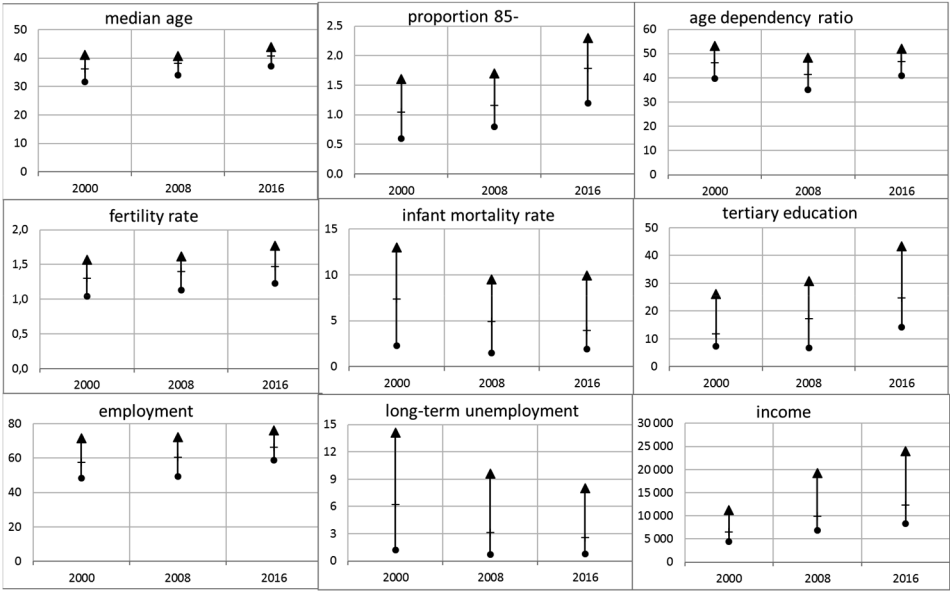 median age
50
40
30
20
10
0
2000 2008 2016
proportion 85-
2.5
2.0
1.5
1.0
0.5
0.0
2000 2008 2016
age dependency ratio
60
50
40
30
20
10
0
2000 2008 2016
fertility rate
2,0
1,5
1,0
0,5
0,0
2000 2008 2016
infant mortality rate
15
10
5
0
2000 2008 2016
tertiary education
50
40
30
20
10
0
2000 2008 2016
employment
80
60
40
20
0
2000 2008 2016
long-term unemployment
15
12
9
6
3
0
2000 2008 2016
income
30 000
25 000
20 000
15 000
10 000
5 000
0
2000 2008 2016